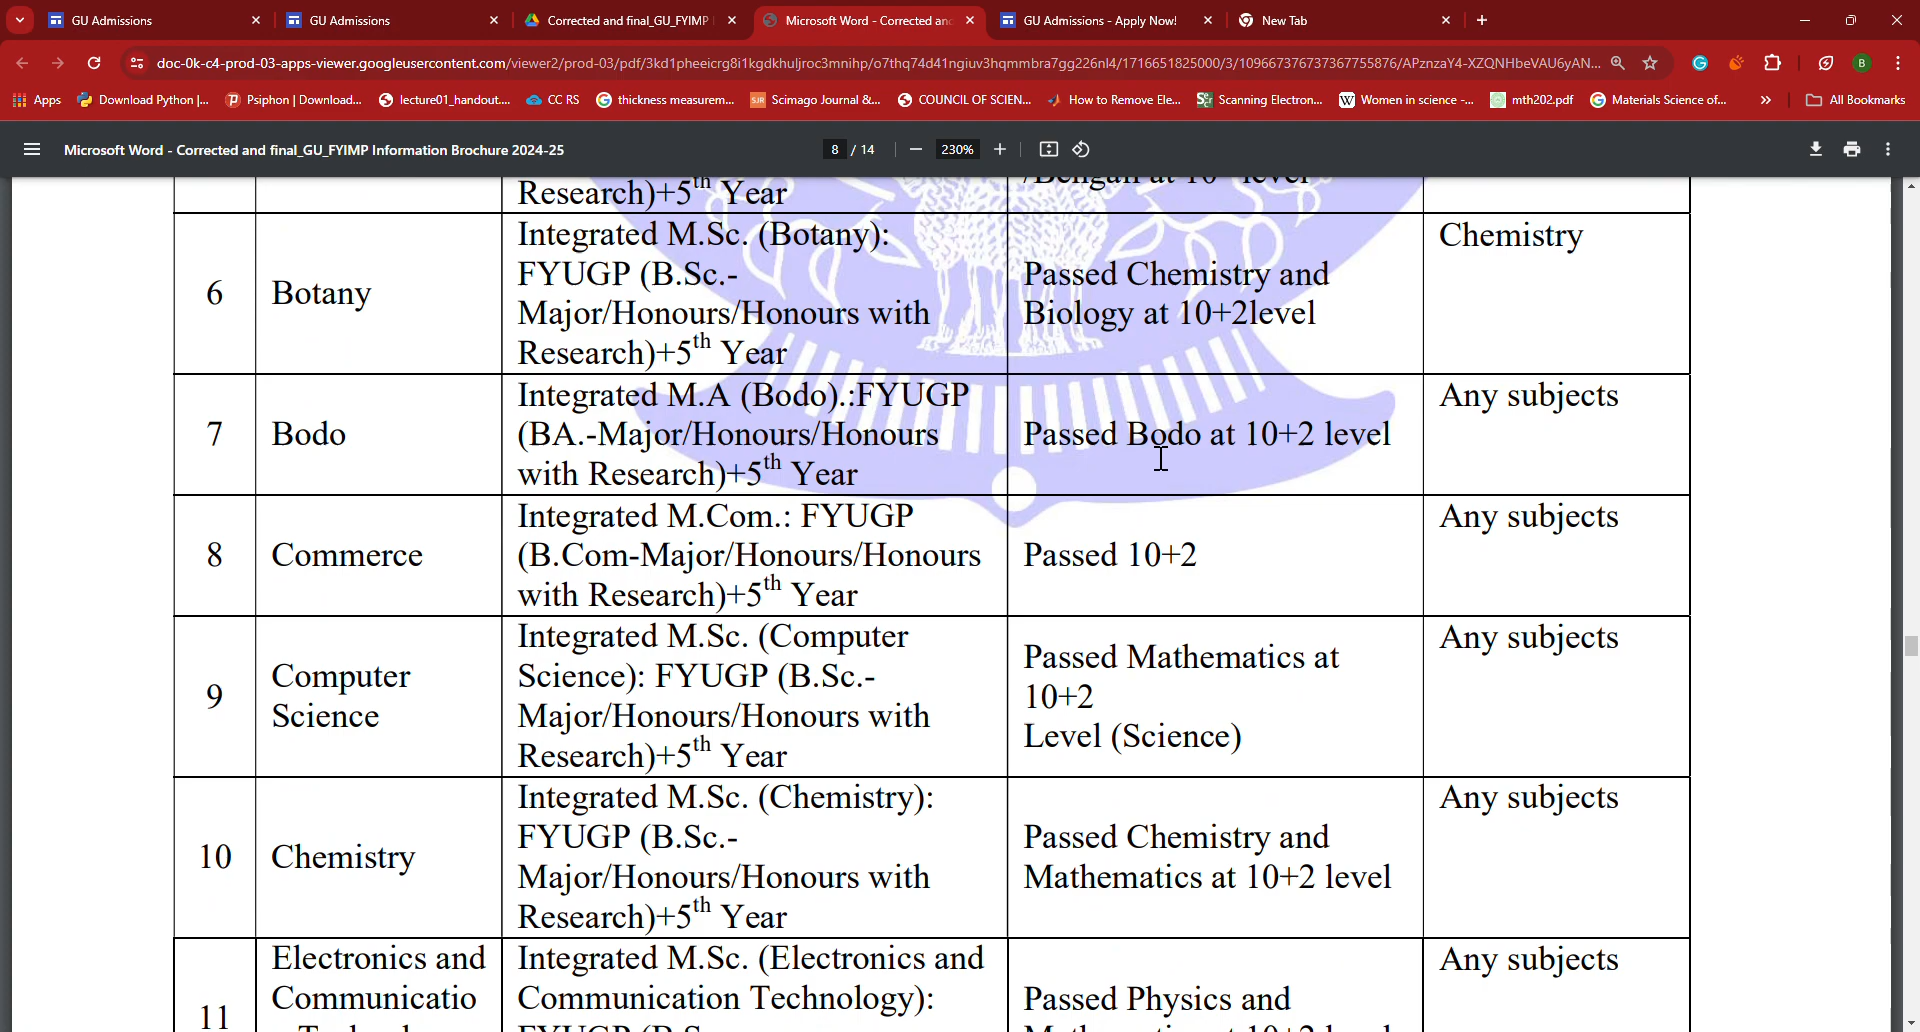 GU Admissions
GU Admissions
Corrected and final_GU_FYIMP
Microsoft Word - Corrected anc
GU Admissions - Apply Now!
New Tab
doc-0k-c4-prod-03-apps-viewer.googleusercontent.com/viewer2/prod-03/pdf/3kd1pheeicrg8i1kgdkhuljroc3mnihp/o7thq74d41ngiuv3hqmmbra7gg226nl4/1716651825000/3/109667376737367755876/APznzaY4-XZQNHbeVAU6yAN...
B
Apps
Download Python |...
Psiphon | Download...
lecture01_handout....
CC RS
thickness measurem...
Scimago Journal &...
COUNCIL OF SCIEN...
How to Remove Ele...
Scanning Electron...
Women in science -...
mth202.pdf
Materials Science of...
All Bookmarks
Microsoft Word - Corrected and final_GU_FYIMP Information Brochure 2024-25
8 / 14
230%
Research)+5th Year
/Bengali at 10 level
6
Botany
Integrated M.Sc. (Botany):
FYUGP (B.Sc.-
Major/Honours/Honours with
Research)+5th Year
Passed Chemistry and
Biology at 10+2level
Chemistry
7
Bodo
Integrated M.A (Bodo).:FYUGP
(BA.-Major/Honours/Honours
with Research)+5th Year
Passed Bodo at 10+2 level
Any subjects
8
Commerce
Integrated M.Com.: FYUGP
(B.Com-Major/Honours/Honours
with Research)+5th Year
Passed 10+2
Any subjects
9
Computer
Science
Integrated M.Sc. (Computer
Science): FYUGP (B.Sc.-
Major/Honours/Honours with
Research)+5th Year
Passed Mathematics at
10+2
Level (Science)
Any subjects
10
Chemistry
Integrated M.Sc. (Chemistry):
FYUGP (B.Sc.-
Major/Honours/Honours with
Research)+5th Year
Passed Chemistry and
Mathematics at 10+2 level
Any subjects
11
Electronics and
Communicatio
Integrated M.Sc. (Electronics and
Communication Technology):
Passed Physics and
Any subjects